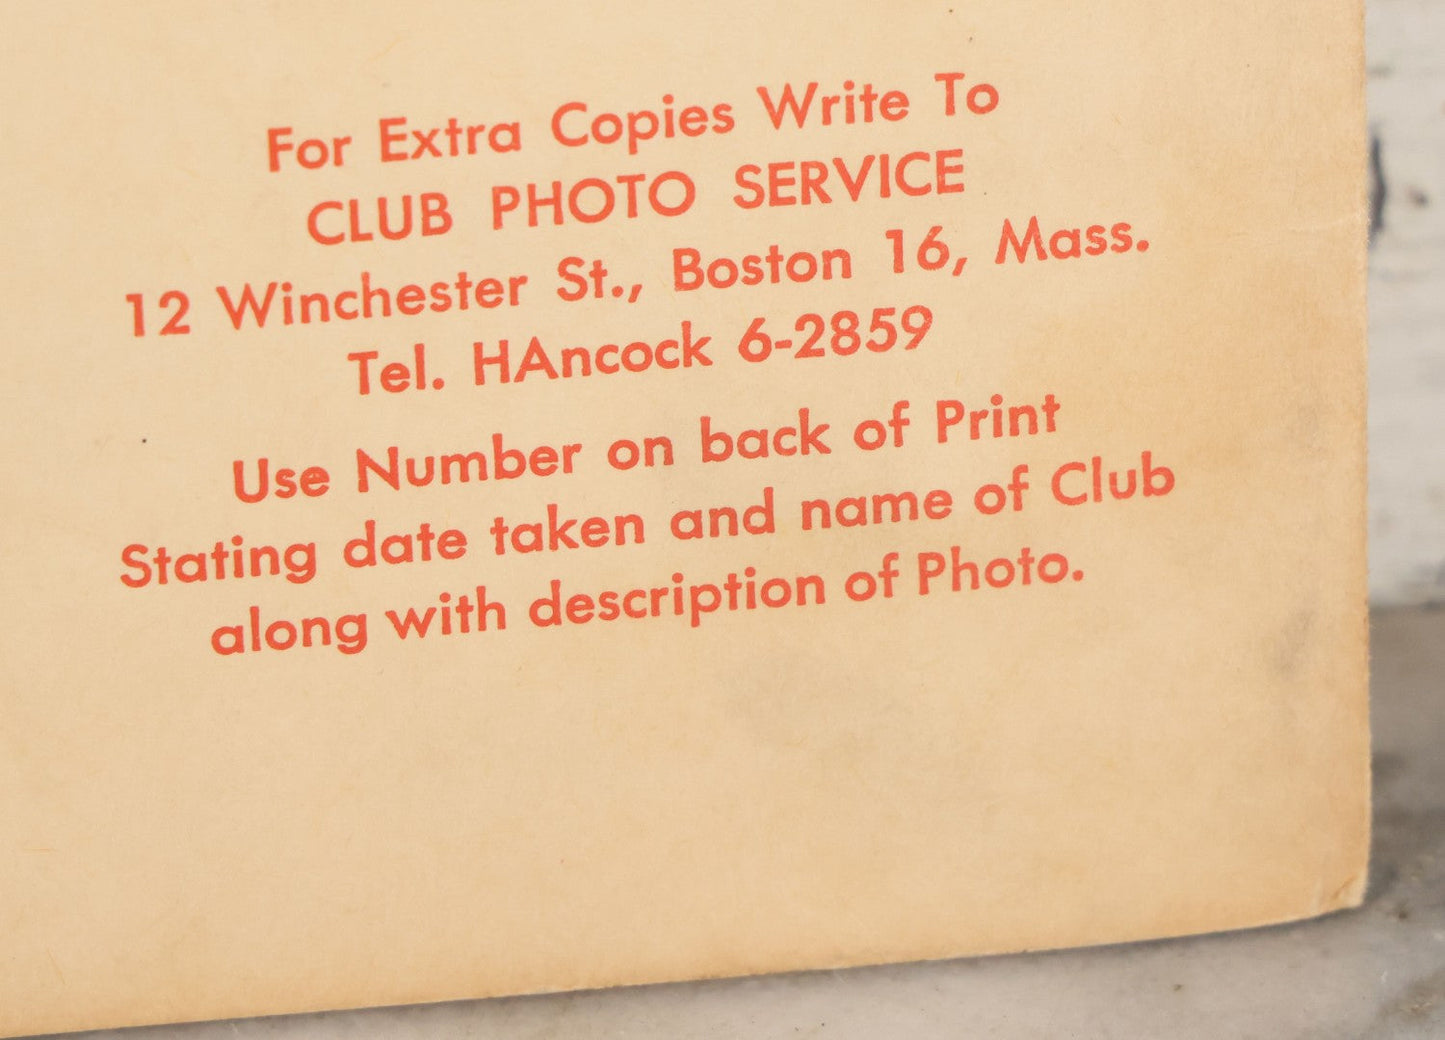 For Extra Copies Write To
CLUB PHOTO SERVICE
12 Winchester St., Boston 16, Mass.
Tel. HAncock 6-2859
Use Number on back of Print
Stating date taken and name of Club
along with description of Photo.